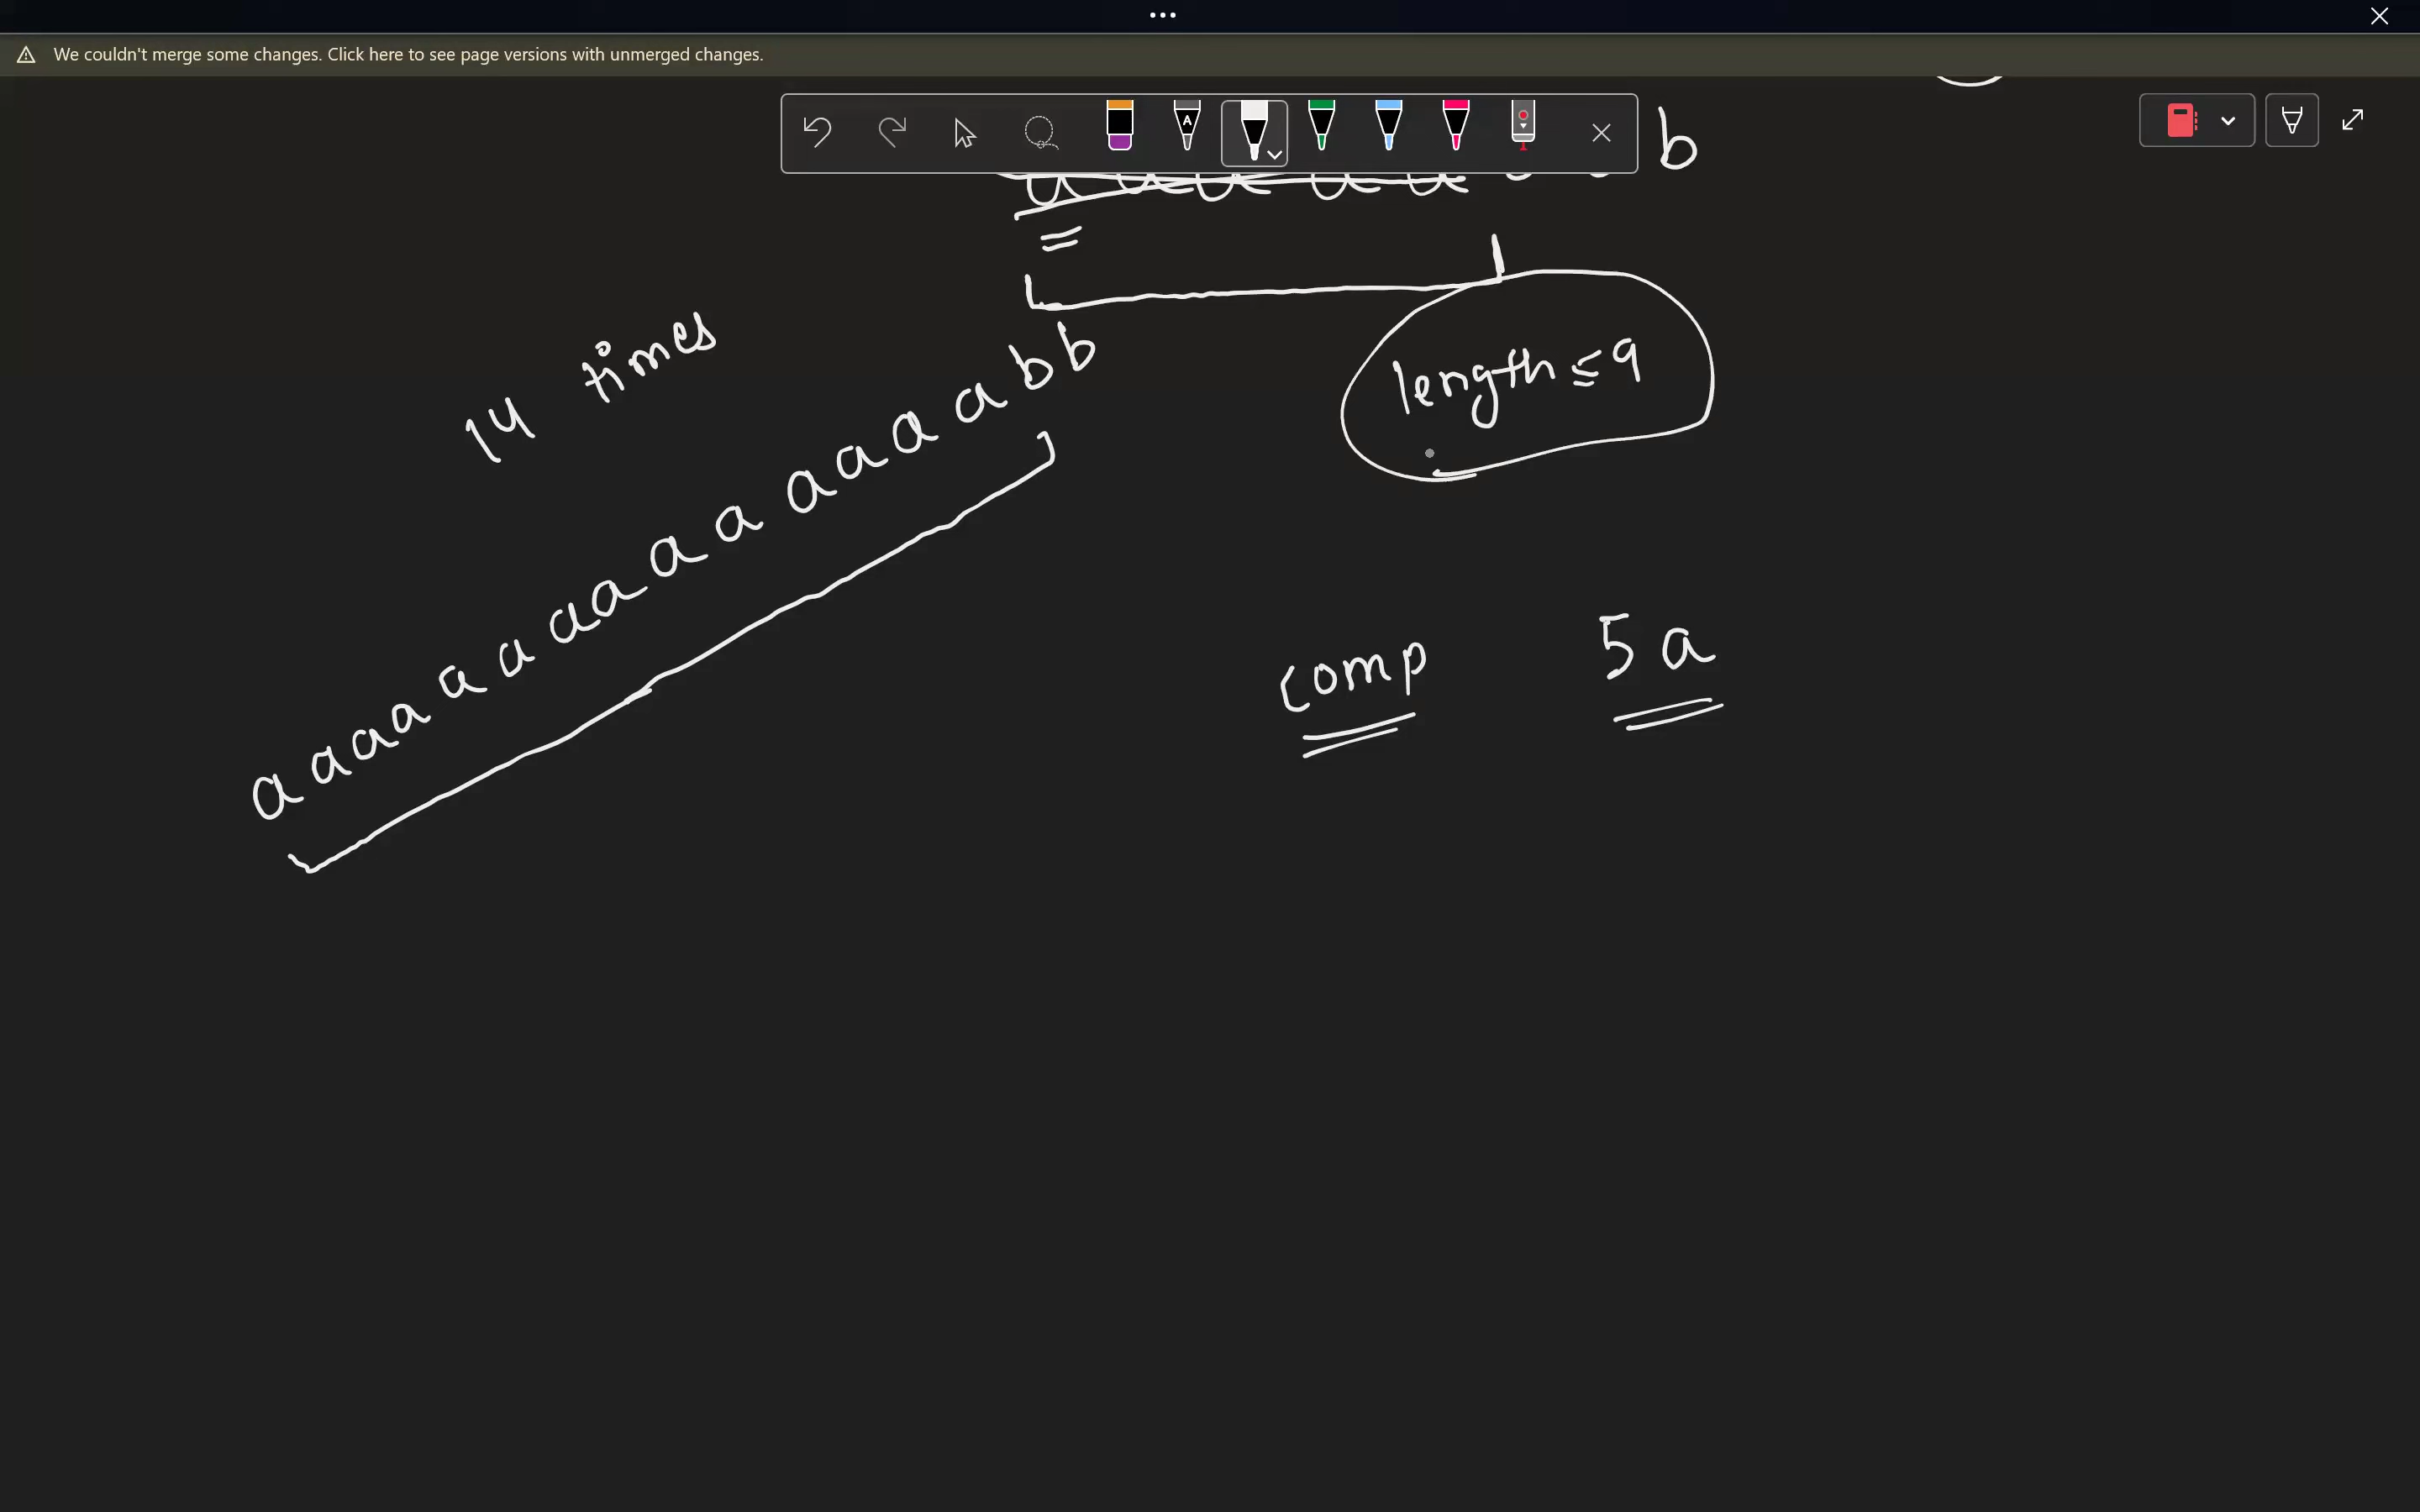 We couldn't merge some changes. Click here to see page versions with unmerged changes.
A
b
14 times
length ≤ 9
a a a a a a a a a a a a a a b b
comp 5a